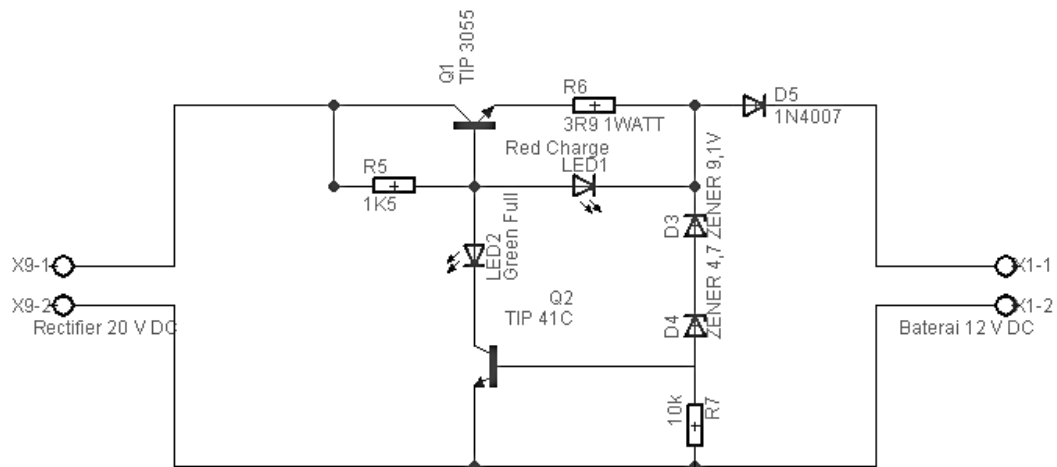 Q1
TIP 3055
R6
3R9 1WATT
D5
1N4007
Red Charge
LED1
R5
1K5
LED2
Green Full
D3
ZENER 9,1V
D4
ZENER 4,7
Q2
TIP 41C
X9-1
X9-2
Rectifier 20 V DC
X1-1
X1-2
Baterai 12 V DC
10k
R7